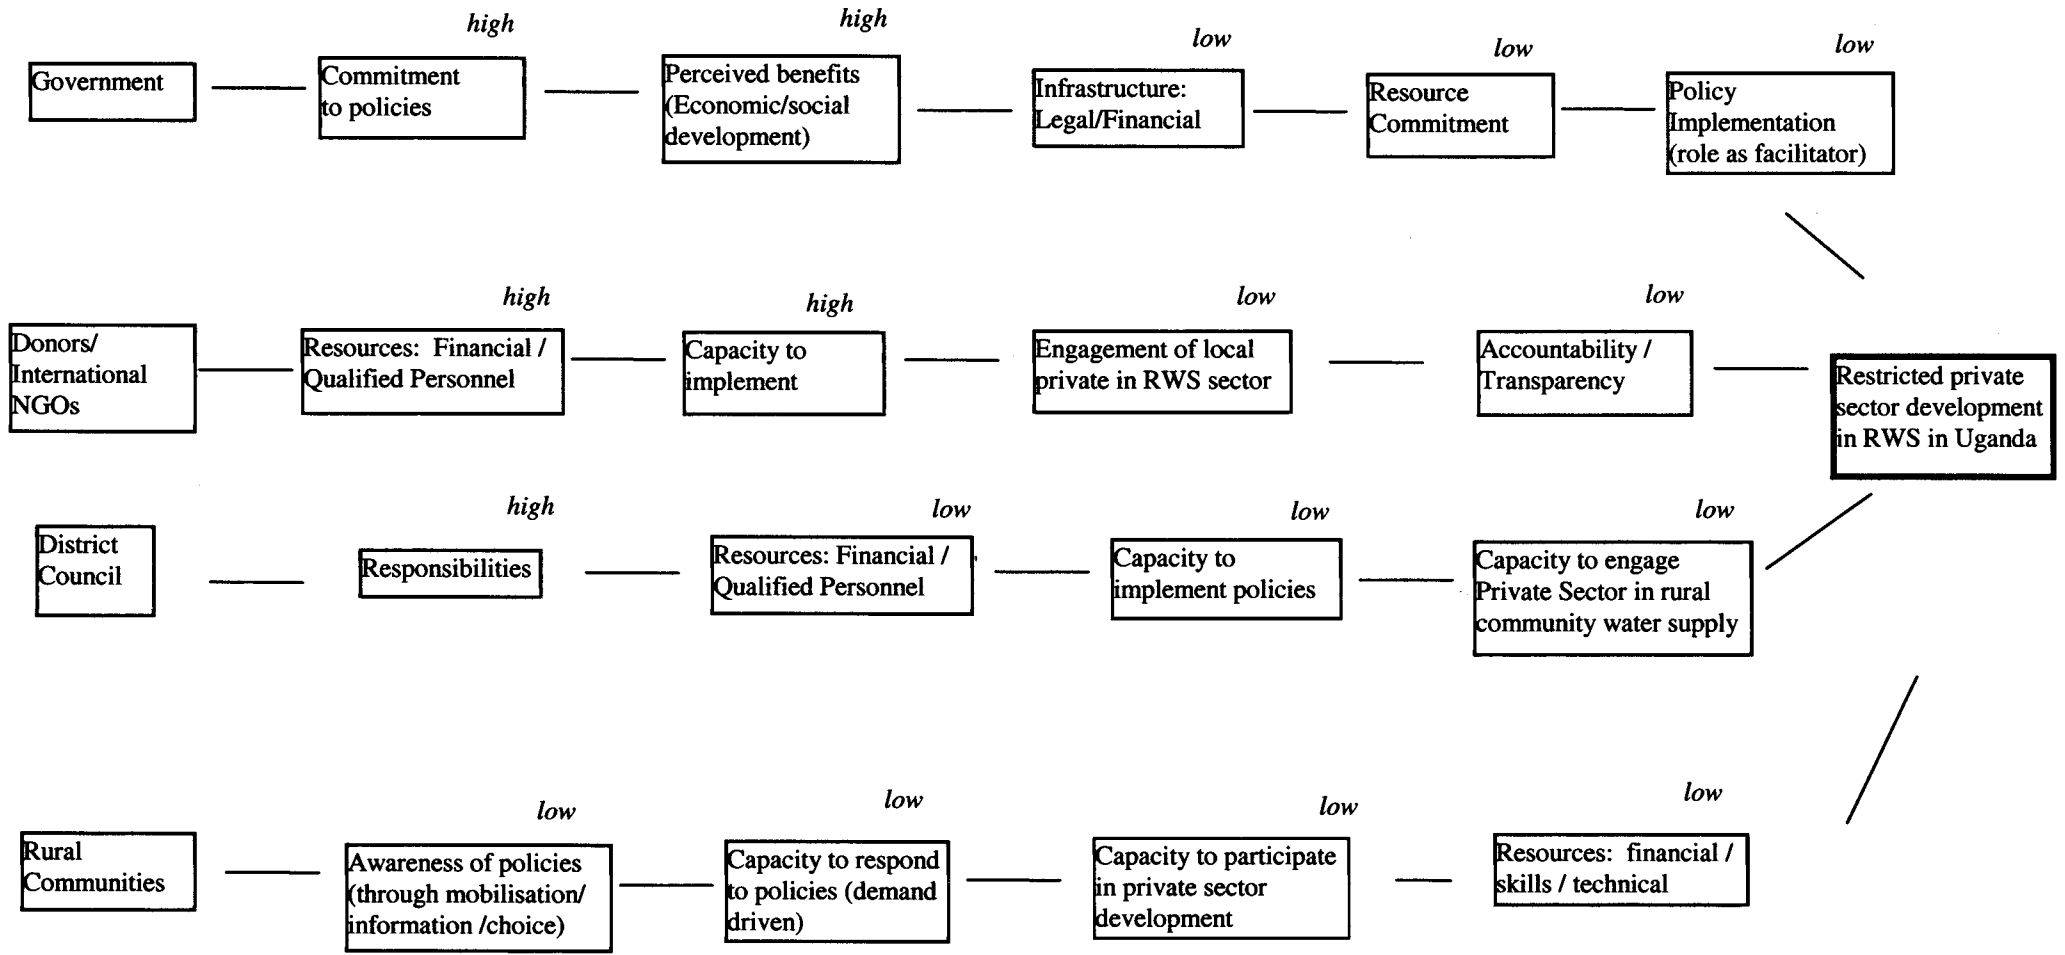 high
high
low
low
low
Government
Commitment
to policies
Perceived benefits
(Economic/social
development)
Infrastructure:
Legal/Financial
Resource
Commitment
Policy
Implementation
(role as facilitator)
high
high
low
low
Donors/
International
NGOs
Resources: Financial /
Qualified Personnel
Capacity to
implement
Engagement of local
private in RWS sector
Accountability /
Transparency
Restricted private
sector development
in RWS in Uganda
high
low
low
low
District
Council
Responsibilities
Resources: Financial /
Qualified Personnel
Capacity to
implement policies
Capacity to engage
Private Sector in rural
community water supply
low
low
low
low
Rural
Communities
Awareness of policies
(through mobilisation/
information /choice)
Capacity to respond
to policies (demand
driven)
Capacity to participate
in private sector
development
Resources: financial /
skills / technical